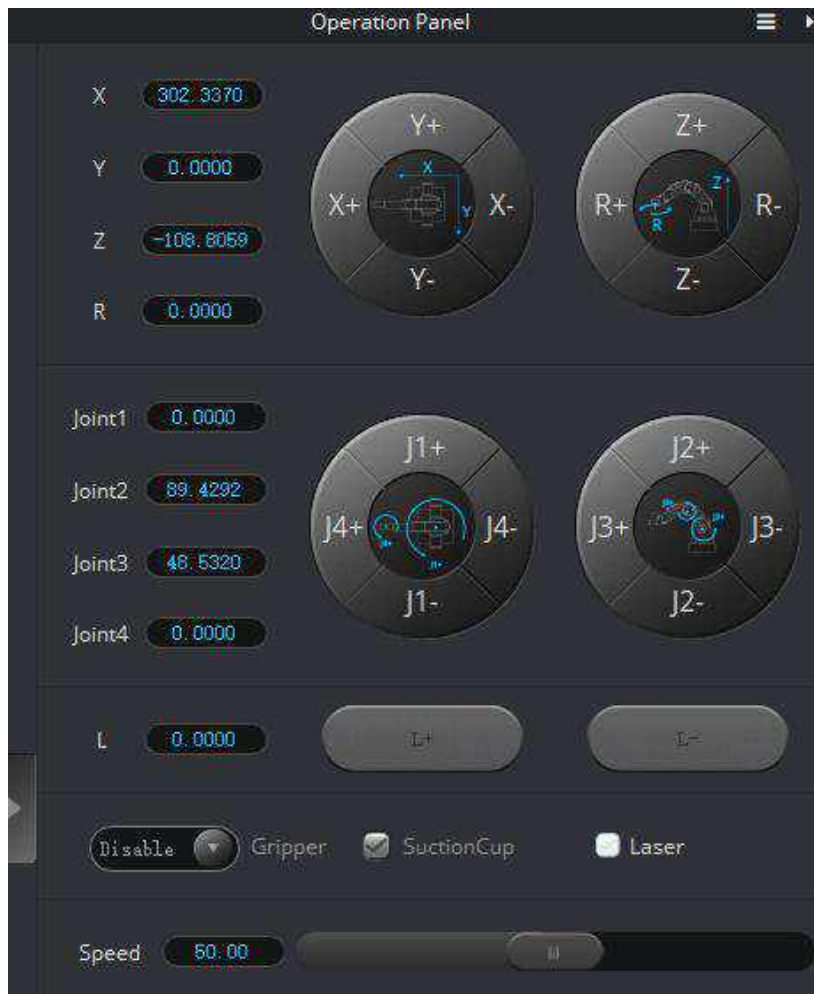 Operation Panel
X 302.3370
Y 0.0000
Z -108.8059
R 0.0000
Y+
X+ X X-
Y
Y-
Z+
R+ Z R-
R
Z-
Joint1 0.0000
Joint2 89.4292
Joint3 48.5320
Joint4 0.0000
J1+
J4+ J4-
J1-
J2+
J3+ J3-
J2-
L 0.0000 L+ L-
Disable Gripper SuctionCup Laser
Speed 50.00